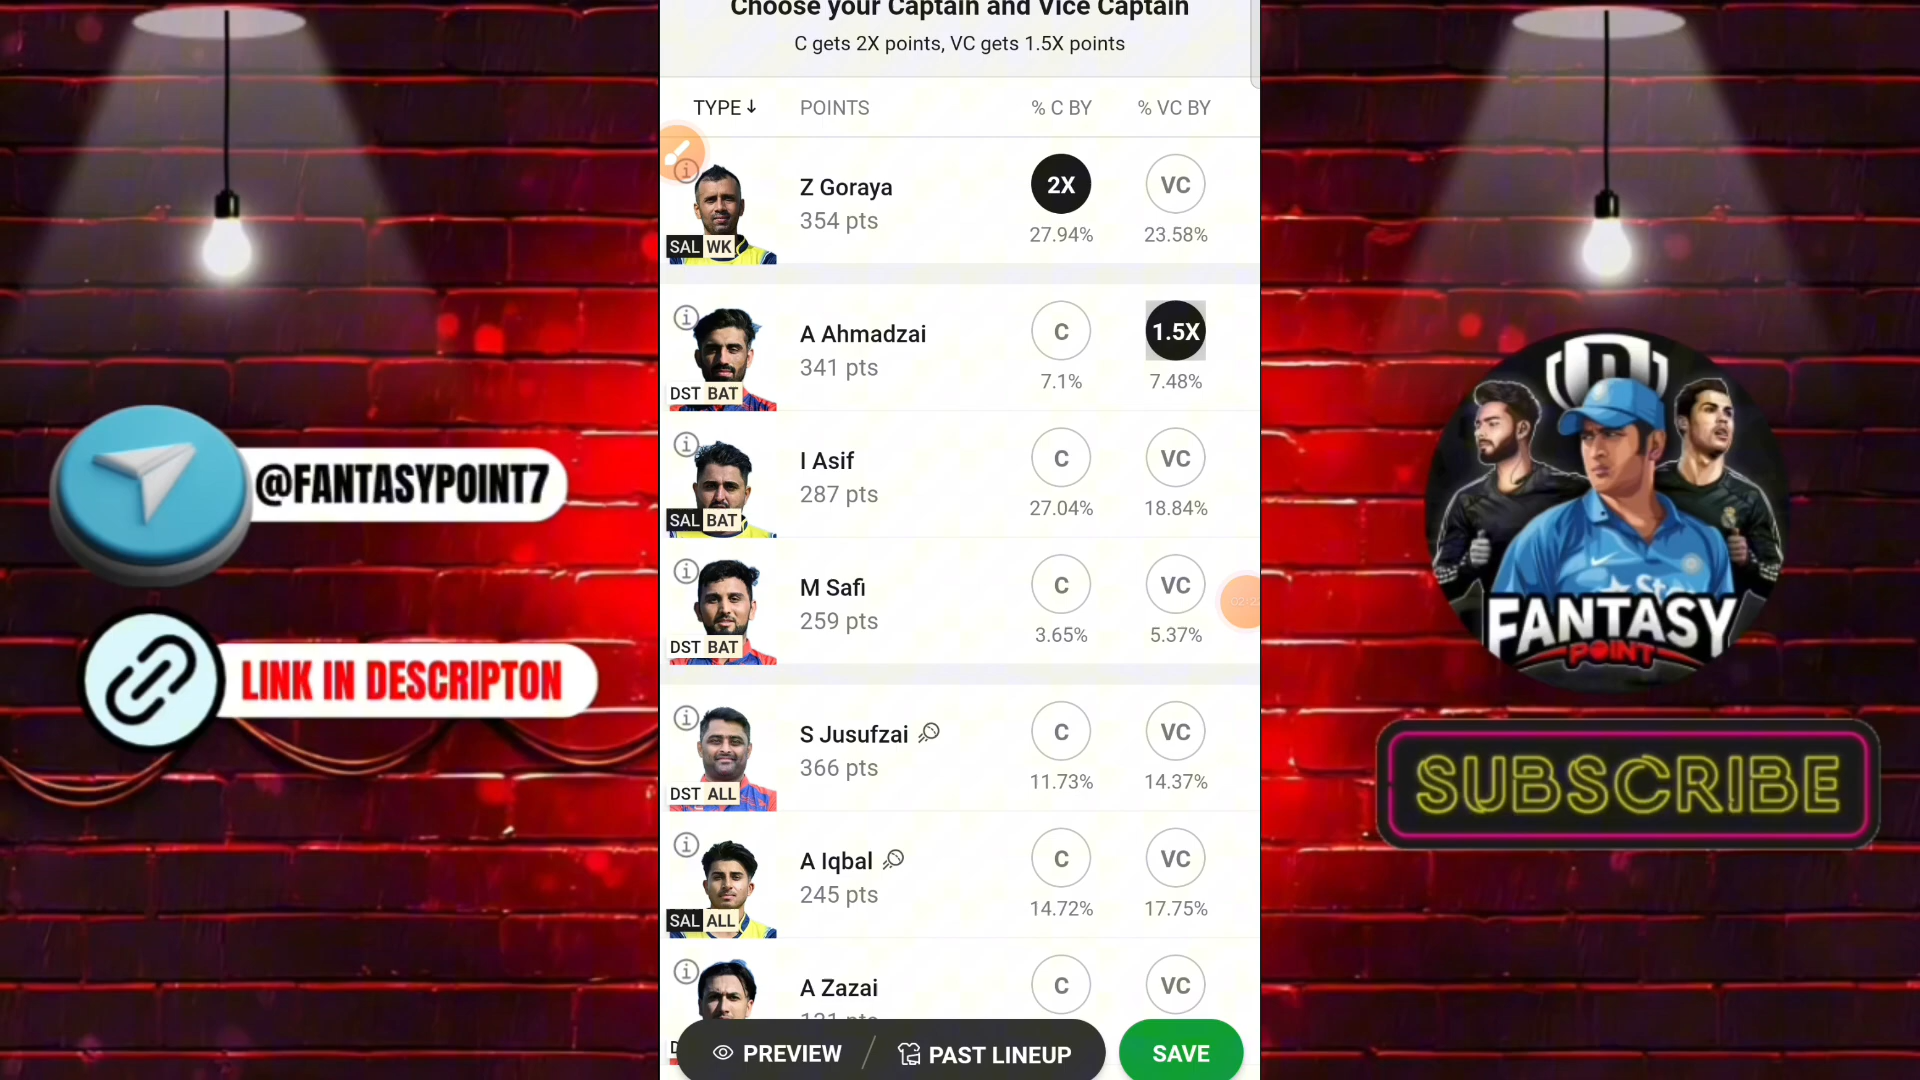 Choose your Captain and Vice Captain
C gets 2X points, VC gets 1.5X points
TYPE↓ POINTS % C BY % VC BY
Z Goraya
354 pts
2X
VC
27.94% 23.58%
SAL WK
A Ahmadzai
341 pts
C
1.5X
7.1% 7.48%
DST BAT
I Asif
287 pts
C
VC
27.04% 18.84%
SAL BAT
M Safi
259 pts
C
VC
3.65% 5.37%
DST BAT
S Jusufzai
366 pts
C
VC
11.73% 14.37%
DST ALL
A Iqbal
245 pts
C
VC
14.72% 17.75%
SAL ALL
A Zazai
C
VC
PREVIEW / PAST LINEUP
SAVE
@FANTASYPOINT7
LINK IN DESCRIPTON
FANTASY
POINT
SUBSCRIBE